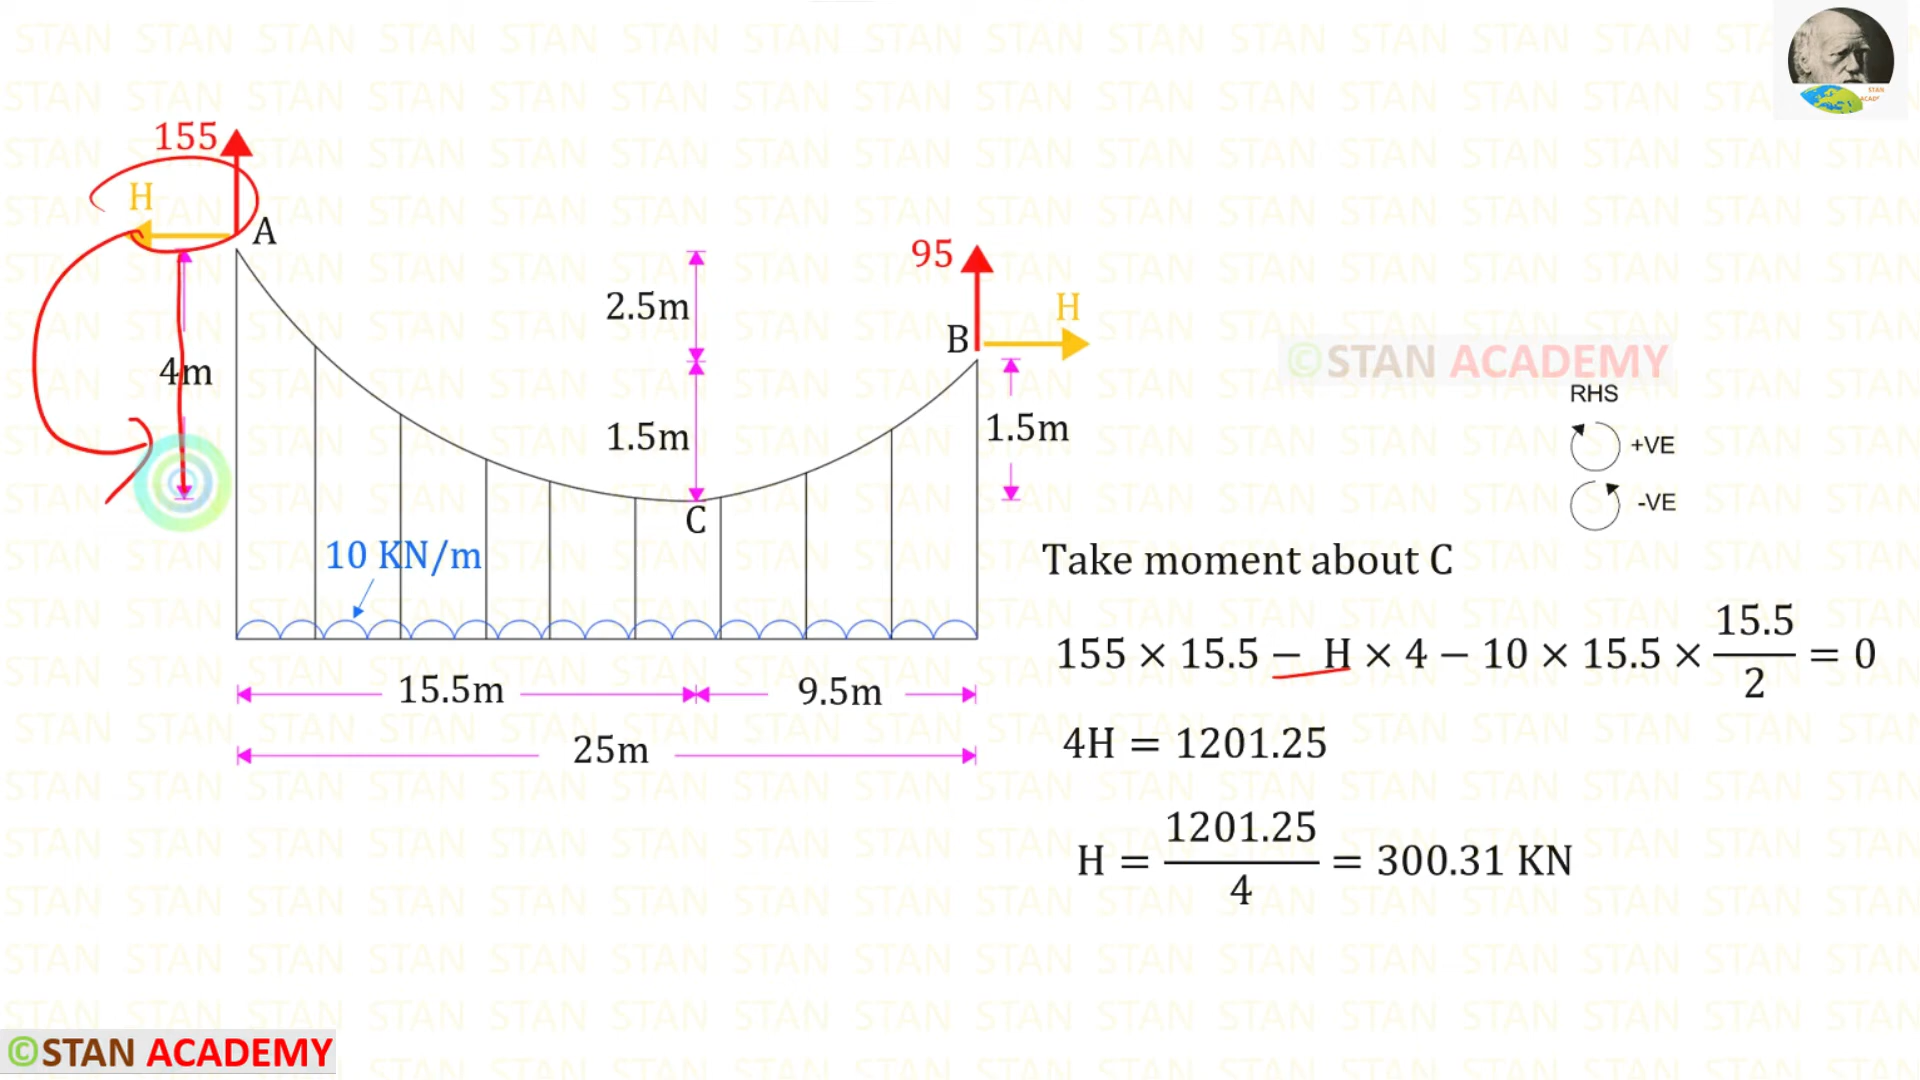 155
H
A
4m
2.5m
1.5m
C
95
B
H
1.5m
10 KN/m
15.5m
9.5m
25m
©STAN ACADEMY
RHS
+VE
-VE
Take moment about C
155 × 15.5 − H × 4 − 10 × 15.5 × 15.5/2 = 0
4H = 1201.25
H = 1201.25/4 = 300.31 KN
©STAN ACADEMY